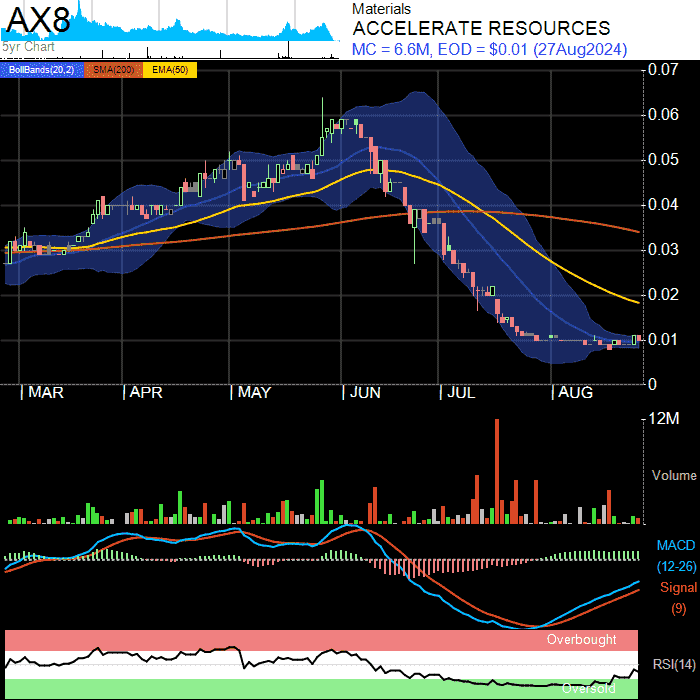 AX8
5yr Chart
Materials
ACCELERATE RESOURCES
MC = 6.6M, EOD = $0.01 (27Aug2024)
BollBands(20,2) SMA(200) EMA(50)
0.07
0.06
0.05
0.04
0.03
0.02
0.01
0
MAR APR MAY JUN JUL AUG
12M
Volume
MACD
(12-26)
Signal
(9)
Overbought
RSI(14)
Oversold